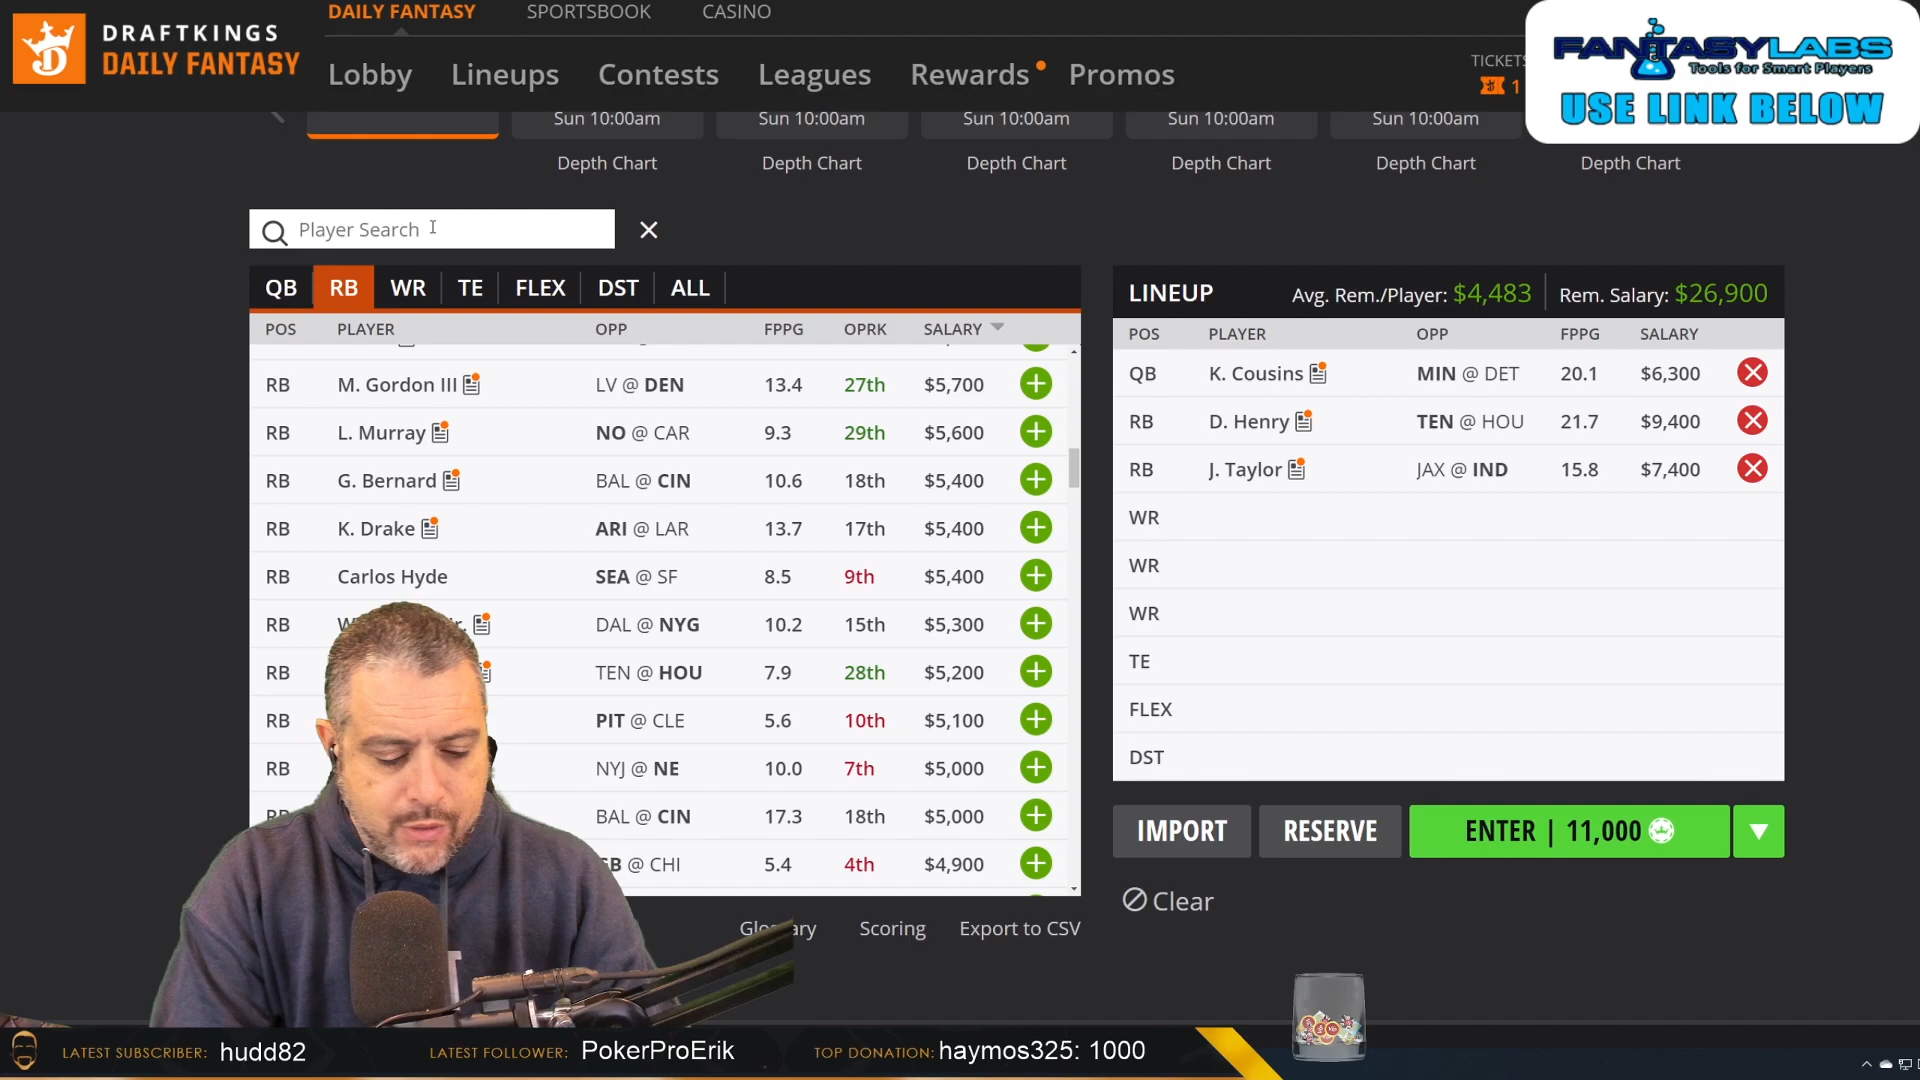 DAILY FANTASY SPORTSBOOK CASINO
DRAFTKINGS
DAILY FANTASY
Lobby Lineups Contests Leagues Rewards Promos
TICKETS
1
FANTASYLABS
Tools for Smart Players
USE LINK BELOW
Sun 10:00am Sun 10:00am Sun 10:00am Sun 10:00am Sun 10:00am
Depth Chart Depth Chart Depth Chart Depth Chart Depth Chart Depth Chart
Player Search
QB RB WR TE FLEX DST ALL
POS PLAYER OPP FPPG OPRK SALARY
RB M. Gordon III LV @ DEN 13.4 27th $5,700
RB L. Murray NO @ CAR 9.3 29th $5,600
RB G. Bernard BAL @ CIN 10.6 18th $5,400
RB K. Drake ARI @ LAR 13.7 17th $5,400
RB Carlos Hyde SEA @ SF 8.5 9th $5,400
RB DAL @ NYG 10.2 15th $5,300
RB TEN @ HOU 7.9 28th $5,200
RB PIT @ CLE 5.6 10th $5,100
RB NYJ @ NE 10.0 7th $5,000
BAL @ CIN 17.3 18th $5,000
@ CHI 5.4 4th $4,900
Scoring Export to CSV
LINEUP Avg. Rem./Player: $4,483 Rem. Salary: $26,900
POS PLAYER OPP FPPG SALARY
QB K. Cousins MIN @ DET 20.1 $6,300
RB D. Henry TEN @ HOU 21.7 $9,400
RB J. Taylor JAX @ IND 15.8 $7,400
WR
WR
WR
TE
FLEX
DST
IMPORT RESERVE ENTER | 11,000
Clear
LATEST SUBSCRIBER: hudd82 LATEST FOLLOWER: PokerProErik TOP DONATION: haymos325: 1000